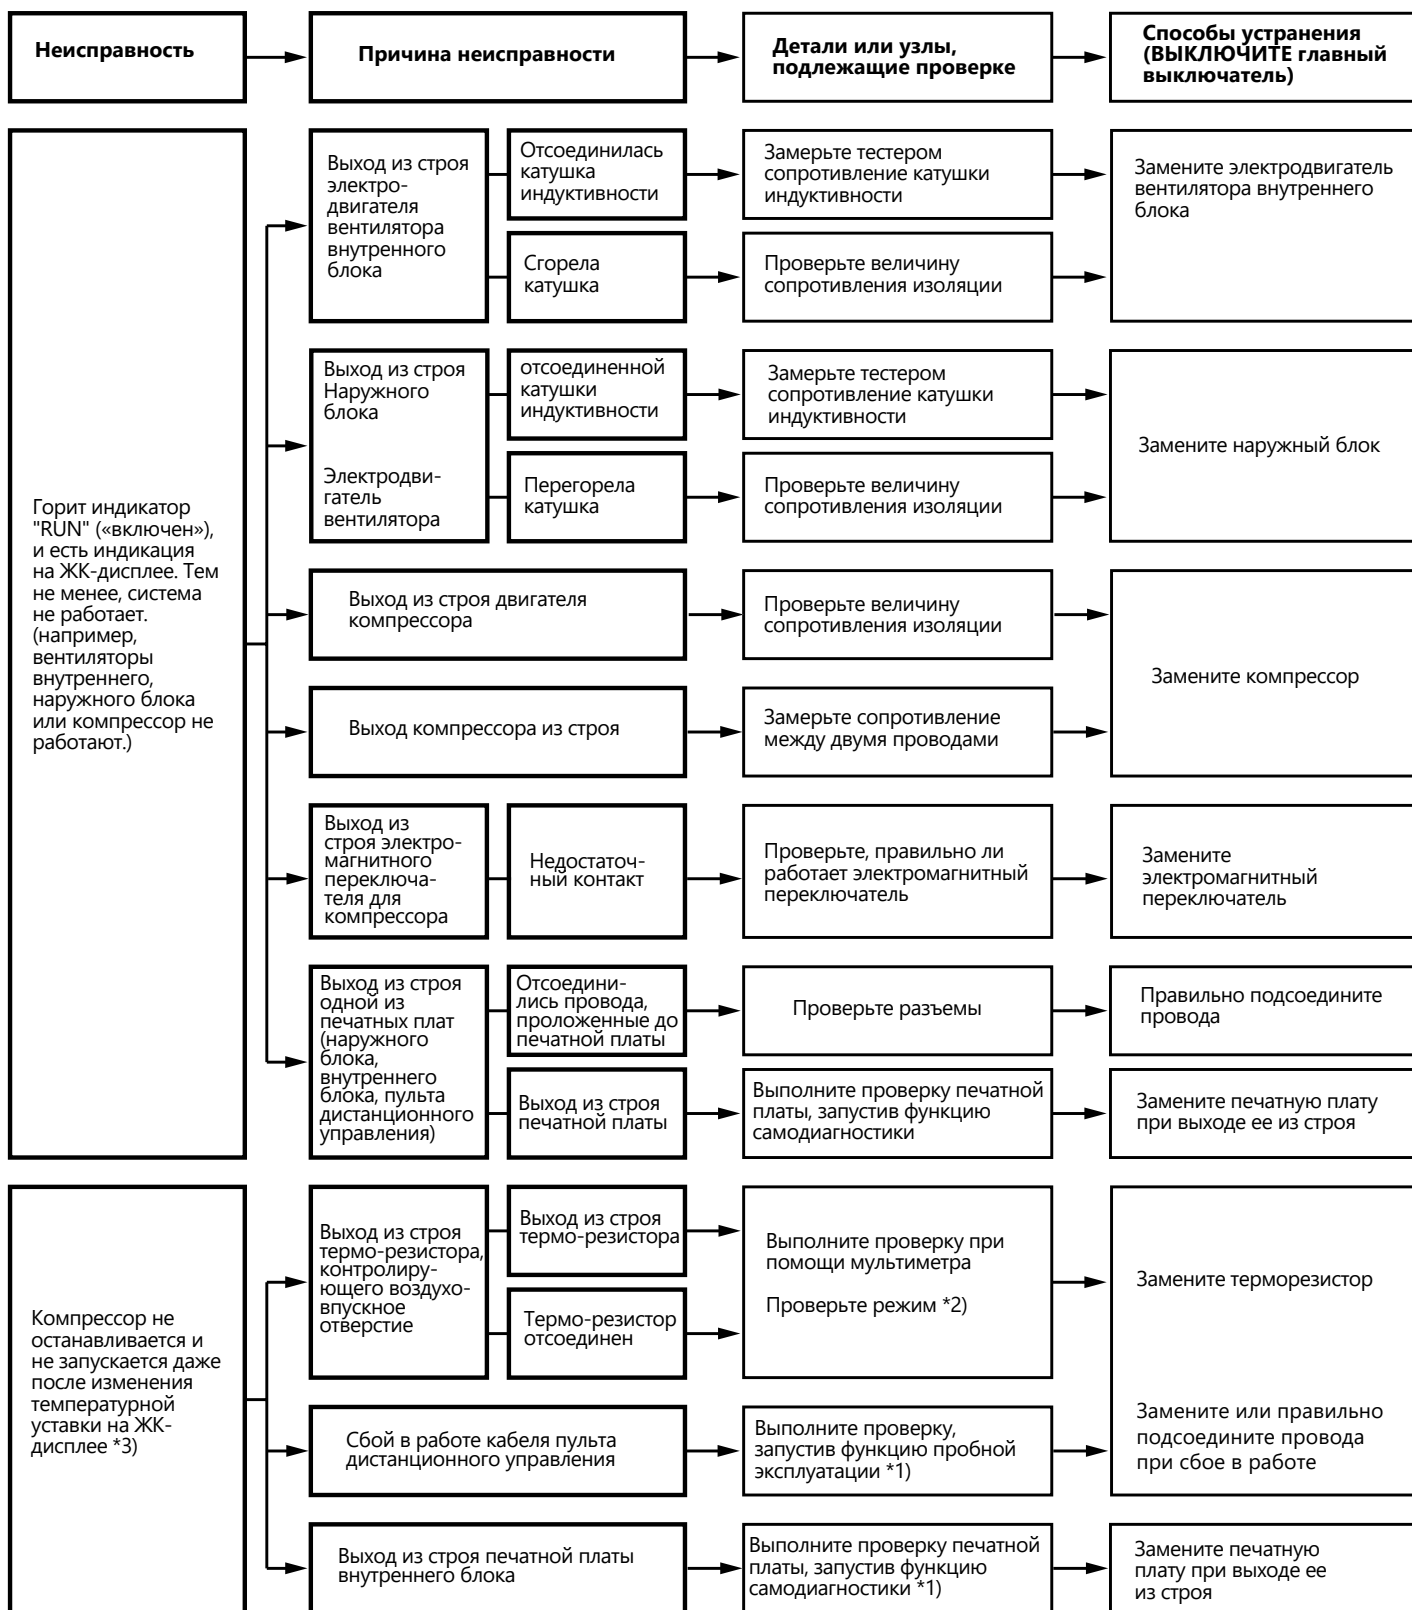 Неисправность
Причина неисправности
Детали или узлы,
подлежащие проверке
Способы устранения
(ВЫКЛЮЧИТЕ главный
выключатель)
Горит индикатор
"RUN" («включен»),
и есть индикация
на ЖК-дисплее. Тем
не менее, система
не работает.
(например,
вентиляторы
внутреннего,
наружного блока
или компрессор не
работают.)
Выход из строя
электро-
двигателя
вентилятора
внутренного
блока
Отсоединилась
катушка
индуктивности
Замерьте тестером
сопротивление катушки
индуктивности
Замените электродвигатель
вентилятора внутреннего
блока
Сгорела
катушка
Проверьте величину
сопротивления изоляции
Выход из строя
Наружного
блока
Электродви-
гатель
вентилятора
отсоединенной
катушки
индуктивности
Замерьте тестером
сопротивление катушки
индуктивности
Замените наружный блок
Перегорела
катушка
Проверьте величину
сопротивления изоляции
Выход из строя двигателя
компрессора
Проверьте величину
сопротивления изоляции
Замените компрессор
Выход компрессора из строя
Замерьте сопротивление
между двумя проводами
Выход из
строя электро-
магнитного
переключа-
теля для
компрессора
Недостаточ-
ный контакт
Проверьте, правильно ли
работает электромагнитный
переключатель
Замените
электромагнитный
переключатель
Выход из строя
одной из
печатных плат
(наружного
блока,
внутреннего
блока, пульта
дистанционного
управления)
Отсоедини-
лись провода,
проложенные до
печатной платы
Проверьте разъемы
Правильно подсоедините
провода
Выход из строя
печатной платы
Выполните проверку печатной
платы, запустив функцию
самодиагностики
Замените печатную плату
при выходе ее из строя
Компрессор не
останавливается и
не запускается даже
после изменения
температурной
уставки на ЖК-
дисплее *3)
Выход из строя
термо-резистора,
контролиру-
ющего воздухо-
впускное
отверстие
Выход из строя
термо-резистора
Термо-резистор
отсоединен
Выполните проверку при
помощи мультиметра
Проверьте режим *2)
Замените терморезистор
Сбой в работе кабеля пульта
дистанционного управления
Выполните проверку,
запустив функцию пробной
эксплуатации *1)
Замените или правильно
подсоедините провода
при сбое в работе
Выход из строя печатной платы
внутреннего блока
Выполните проверку печатной
платы, запустив функцию
самодиагностики *1)
Замените печатную
плату при выходе ее
из строя